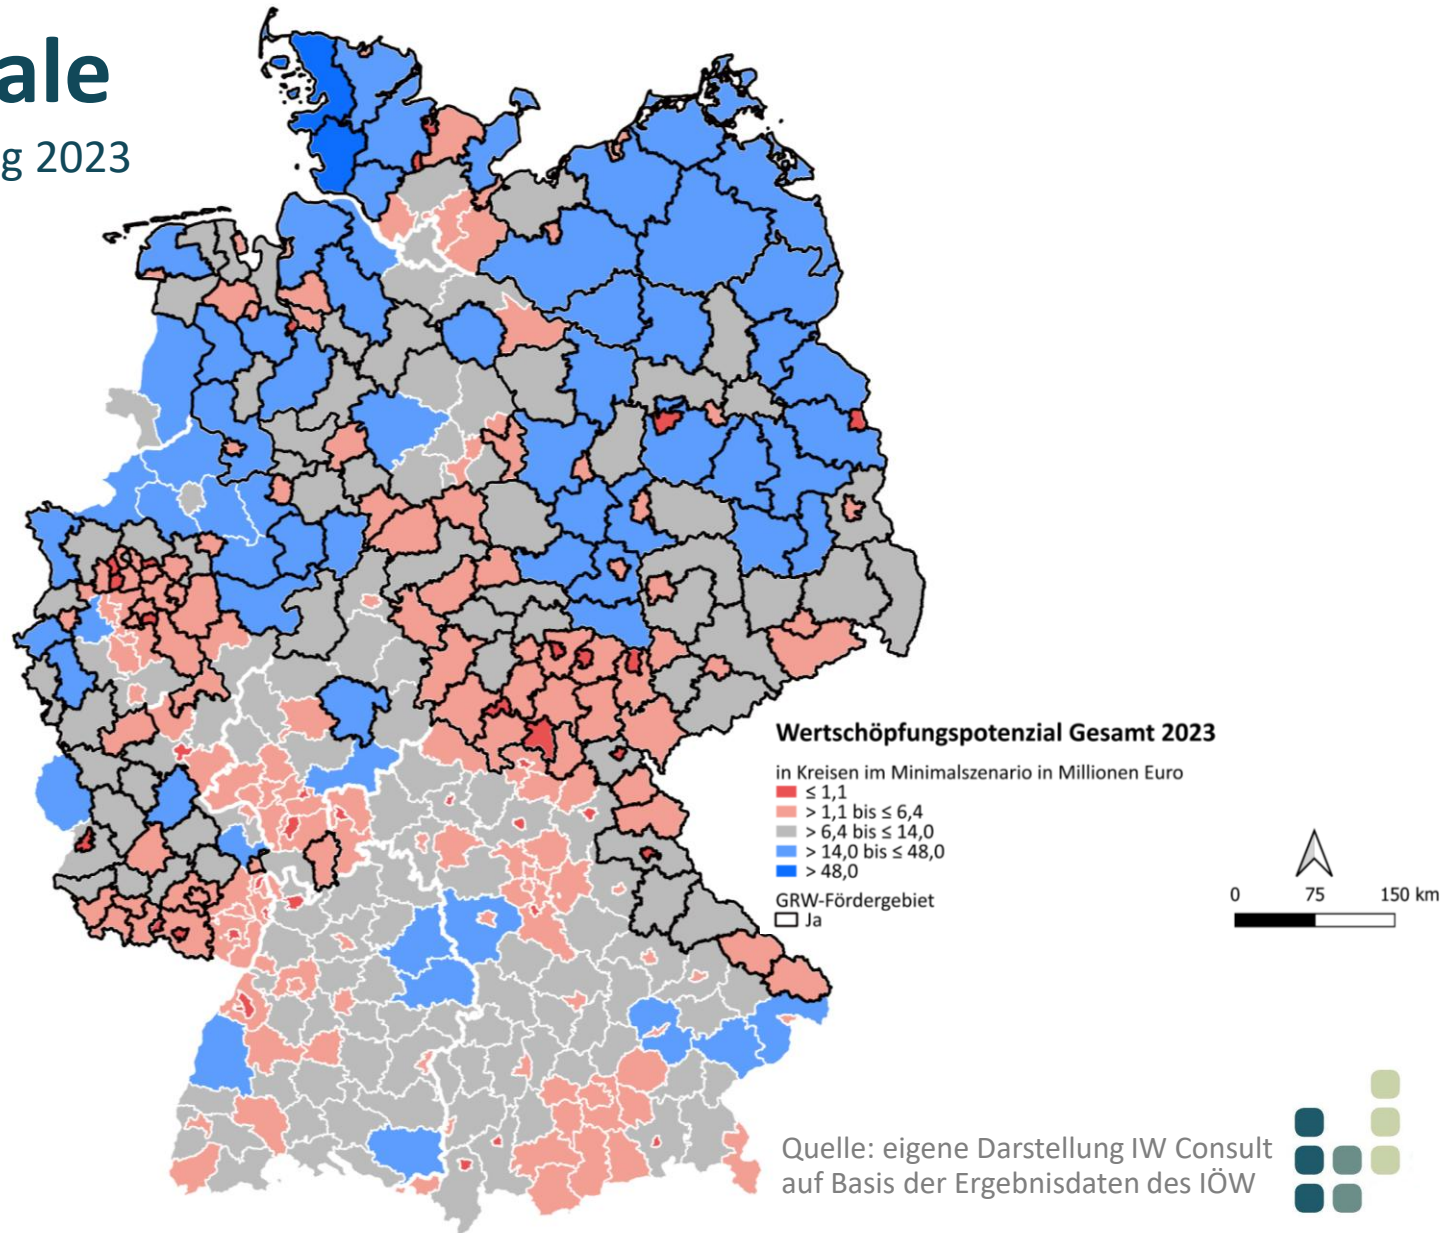 ale
g 2023
Wertschöpfungspotenzial Gesamt 2023
in Kreisen im Minimalszenario in Millionen Euro
≤ 1,1
> 1,1 bis ≤ 6,4
> 6,4 bis ≤ 14,0
> 14,0 bis ≤ 48,0
> 48,0
GRW-Fördergebiet
Ja
0 75 150 km
Quelle: eigene Darstellung IW Consult
auf Basis der Ergebnisdaten des IÖW